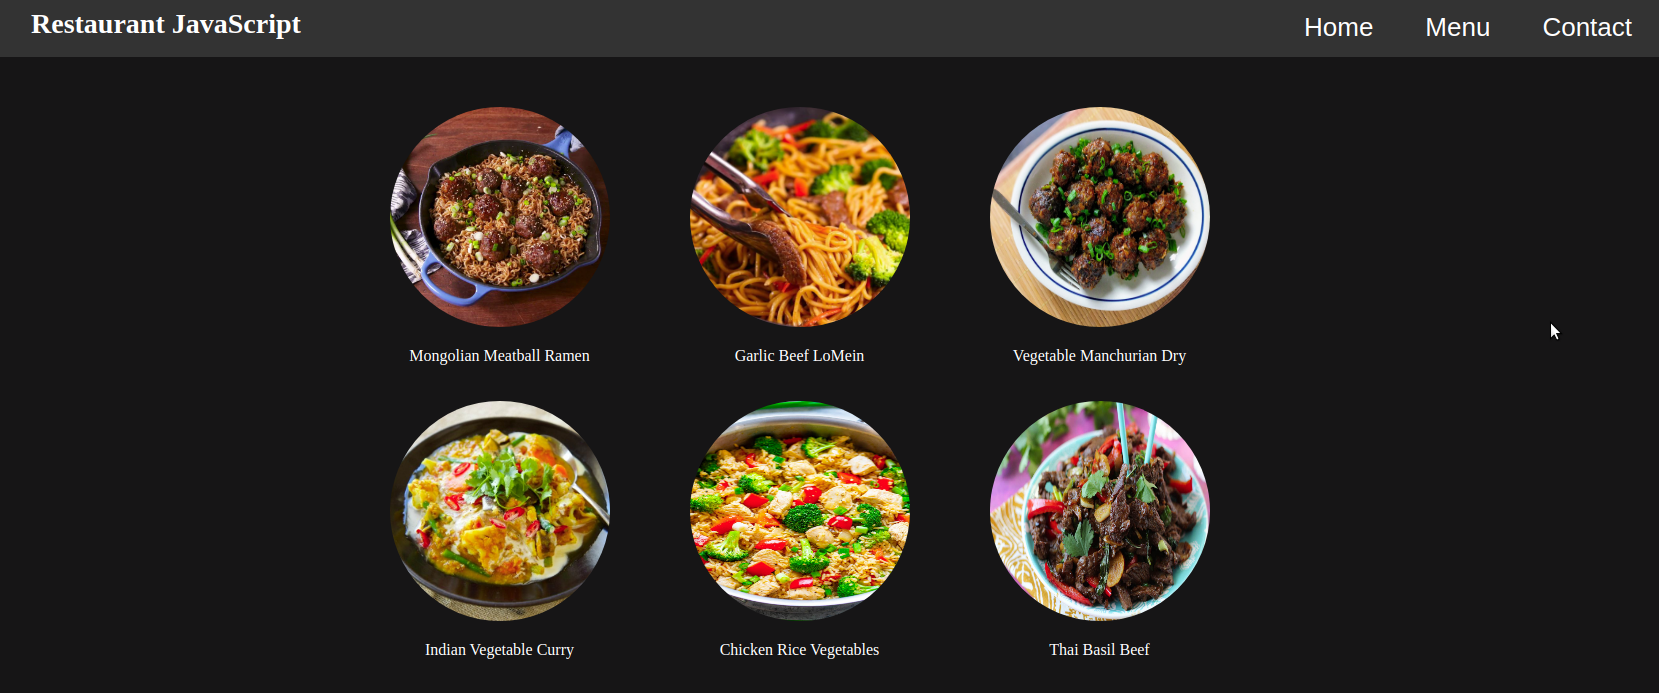 Restaurant JavaScript
Home Menu Contact
Mongolian Meatball Ramen
Garlic Beef LoMein
Vegetable Manchurian Dry
Indian Vegetable Curry
Chicken Rice Vegetables
Thai Basil Beef